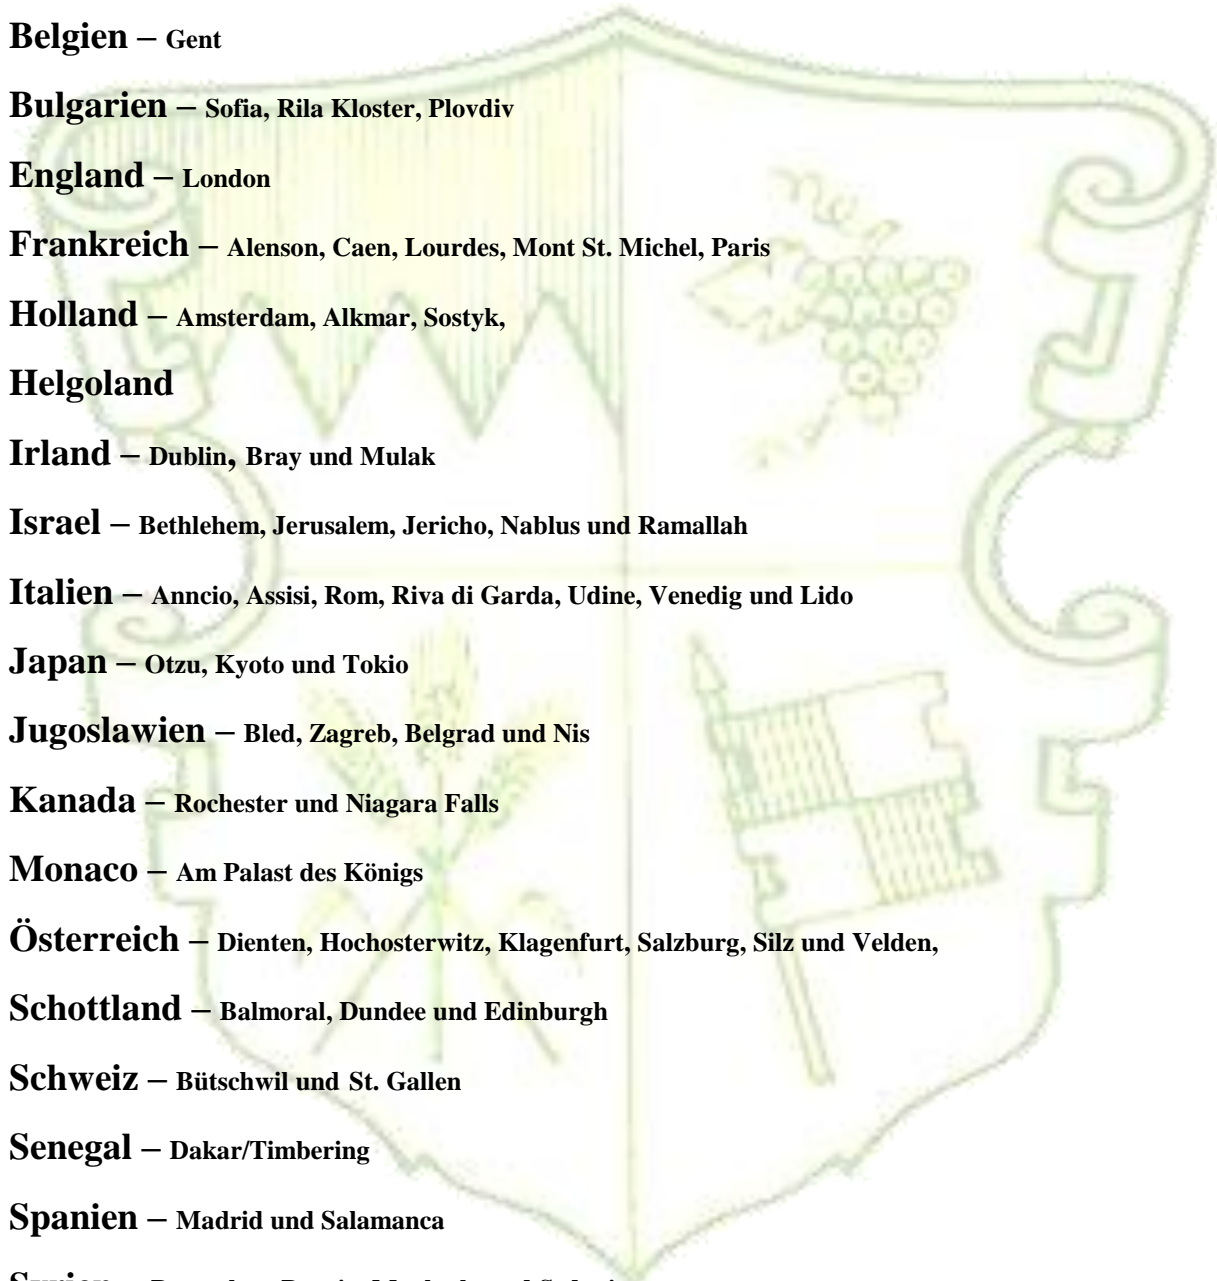 Belgien – Gent
Bulgarien – Sofia, Rila Kloster, Plovdiv
England – London
Frankreich – Alenson, Caen, Lourdes, Mont St. Michel, Paris
Holland – Amsterdam, Alkmar, Sostyk,
Helgoland
Irland – Dublin, Bray und Mulak
Israel – Bethlehem, Jerusalem, Jericho, Nablus und Ramallah
Italien – Anncio, Assisi, Rom, Riva di Garda, Udine, Venedig und Lido
Japan – Otzu, Kyoto und Tokio
Jugoslawien – Bled, Zagreb, Belgrad und Nis
Kanada – Rochester und Niagara Falls
Monaco – Am Palast des Königs
Österreich – Dienten, Hochosterwitz, Klagenfurt, Salzburg, Silz und Velden,
Schottland – Balmoral, Dundee und Edinburgh
Schweiz – Bütschwil und St. Gallen
Senegal – Dakar/Timbering
Spanien – Madrid und Salamanca